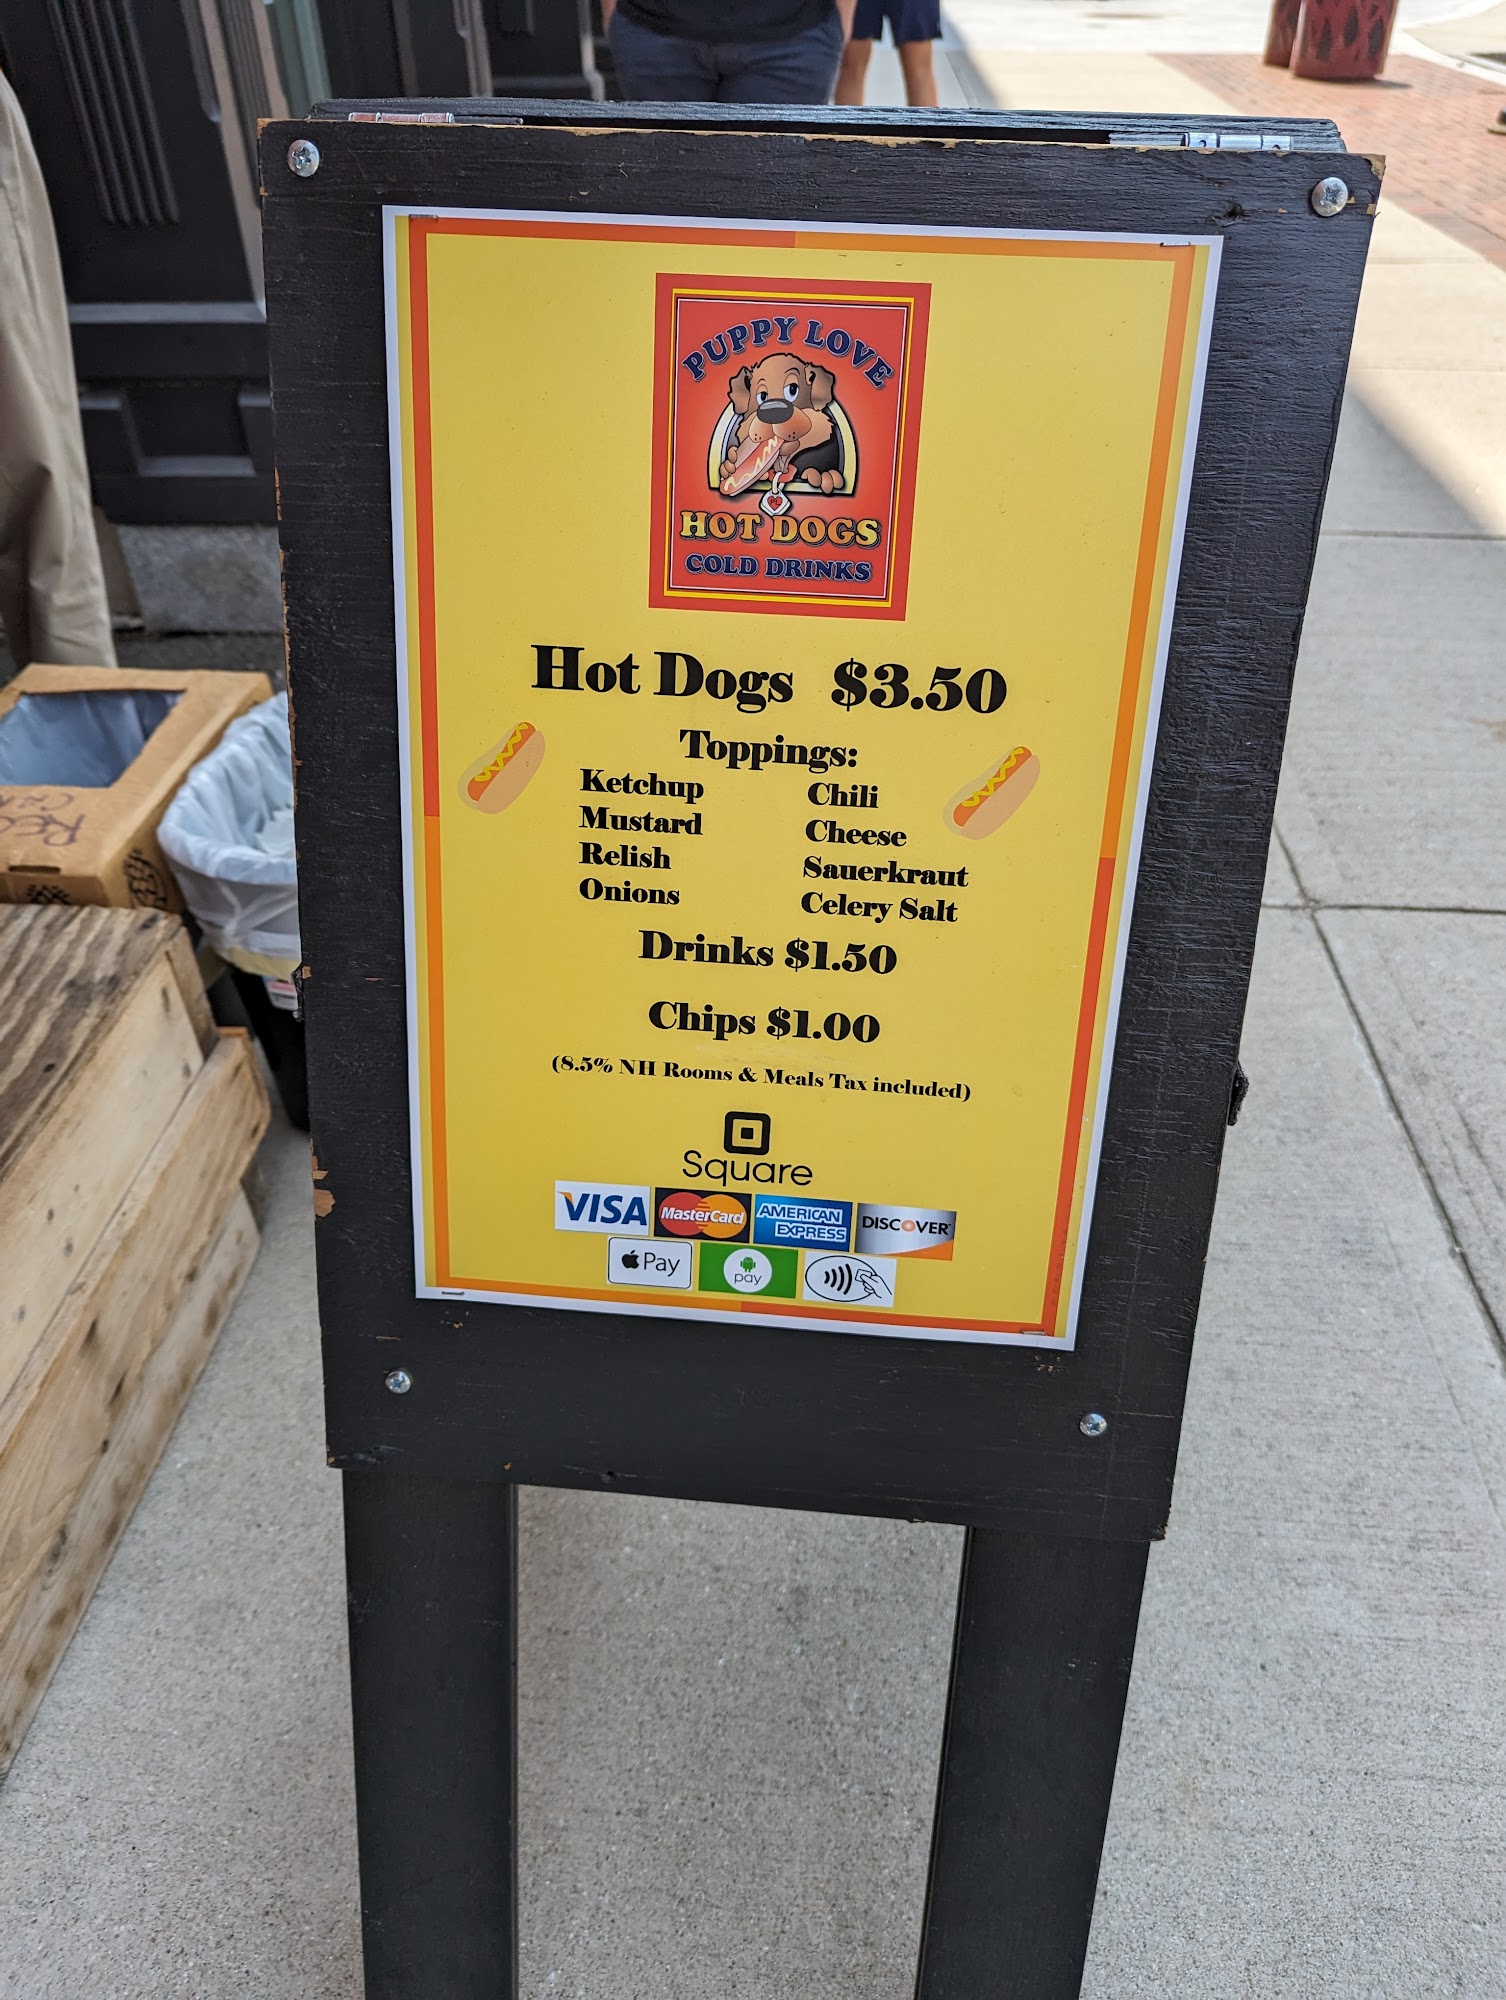 PUPPY LOVE
HOT DOGS
COLD DRINKS
Hot Dogs $3.50
Toppings:
Ketchup Chili
Mustard Cheese
Relish Sauerkraut
Onions Celery Salt
Drinks $1.50
Chips $1.00
(8.5% NH Rooms & Meals Tax included)
Square
VISA MasterCard AMERICAN EXPRESS DISCOVER
Pay pay